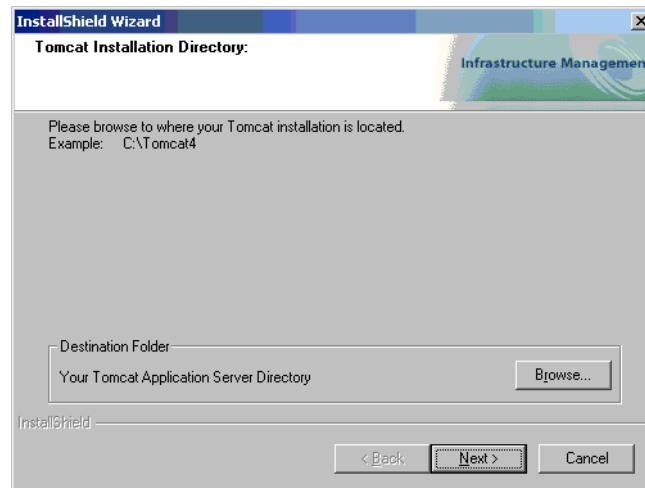 InstallShield Wizard
Tomcat Installation Directory:
Infrastructure Managemen
Please browse to where your Tomcat installation is located.
Example: C:\Tomcat4
Destination Folder
Your Tomcat Application Server Directory
Browse...
InstallShield
< Back
Next >
Cancel